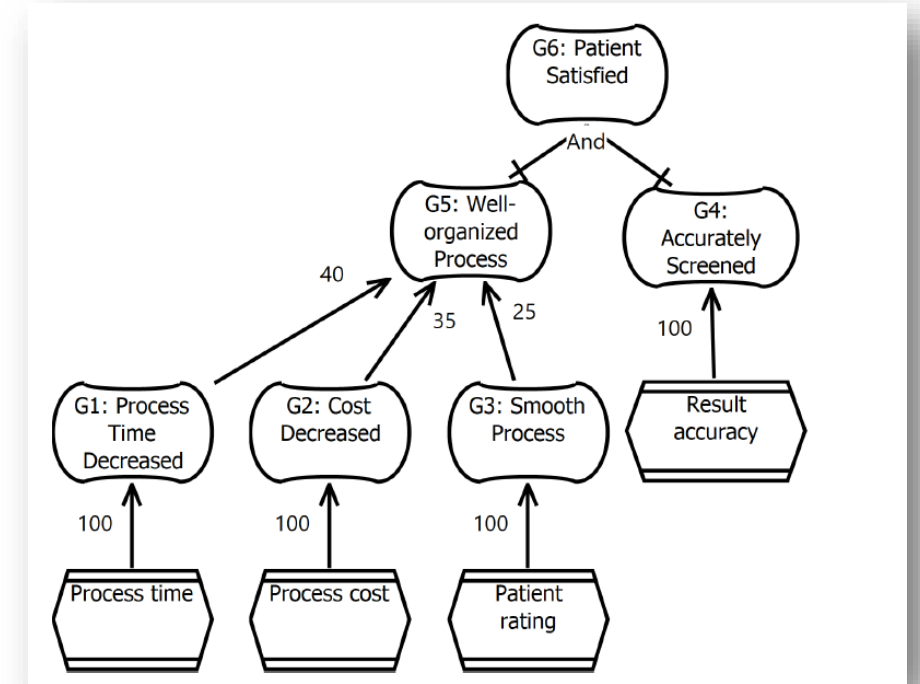 G6: Patient
Satisfied
And
G5: Well-
organized
Process
G4:
Accurately
Screened
40
35
25
100
G1: Process
Time
Decreased
G2: Cost
Decreased
G3: Smooth
Process
Result
accuracy
100
100
100
Process time
Process cost
Patient
rating